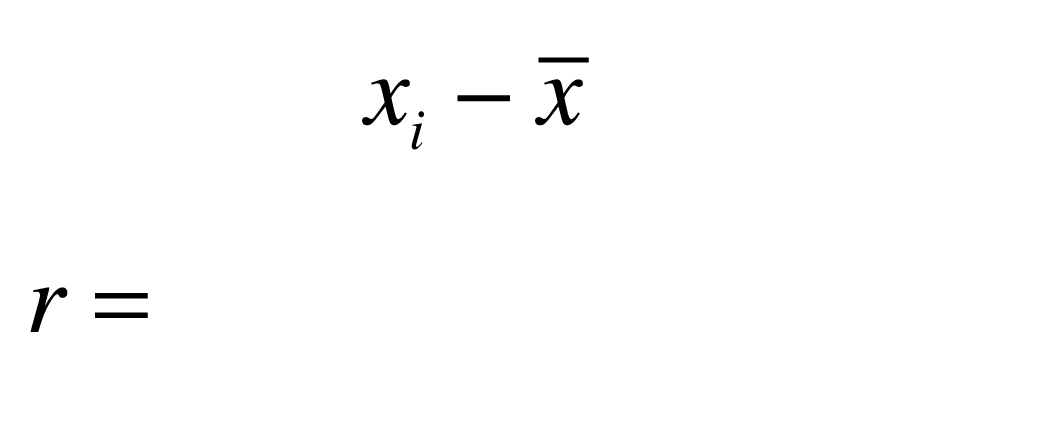 xᵢ − x̄
r =